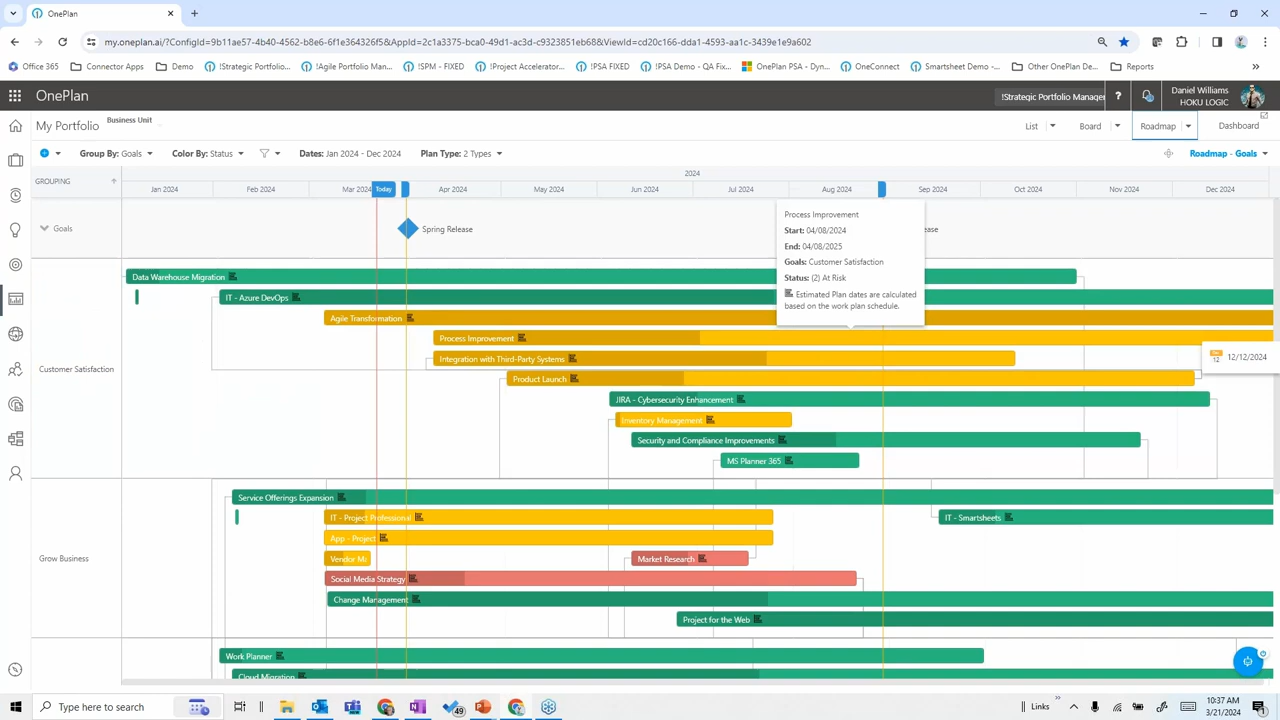 OnePlan
my.oneplan.ai/?ConfigId=9b11ae57-4b40-4562-b8e6-6f1e364326f5&AppId=2c1a3375-bca0-49d1-ac3d-c9323851eb68&ViewId=cd20c166-dda1-4593-aa1c-3439e1e9a602
Office 365 Connector Apps Demo !Strategic Portfolio... !Agile Portfolio Man... !SPM - FIXED !Project Accelerator... !PSA FIXED !PSA Demo - QA Fix... OnePlan PSA - Dyn... OneConnect Smartsheet Demo -... Other OnePlan De... Reports
OnePlan !Strategic Portfolio Manager ? Daniel Williams
HOKU LOGIC
My Portfolio Business Unit List Board Roadmap Dashboard
Group By: Goals Color By: Status Dates: Jan 2024 - Dec 2024 Plan Type: 2 Types Roadmap - Goals
GROUPING 2024
Jan 2024 Feb 2024 Mar 2024 Today Apr 2024 May 2024 Jun 2024 Jul 2024 Aug 2024 Sep 2024 Oct 2024 Nov 2024 Dec 2024
Goals Spring Release
Process Improvement
Start: 04/08/2024
End: 04/08/2025
Goals: Customer Satisfaction
Status: (2) At Risk
Estimated Plan dates are calculated
based on the work plan schedule.
Data Warehouse Migration
IT - Azure DevOps
Agile Transformation
Process Improvement
Integration with Third-Party Systems
12/12/2024
Customer Satisfaction
Product Launch
JIRA - Cybersecurity Enhancement
Inventory Management
Security and Compliance Improvements
MS Planner 365
Service Offerings Expansion
IT - Project Professional
IT - Smartsheets
App - Project
Grow Business
Vendor M
Market Research
Social Media Strategy
Change Management
Project for the Web
Work Planner
Cloud Migration
Type here to search
49
Links
10:37 AM
3/21/2024